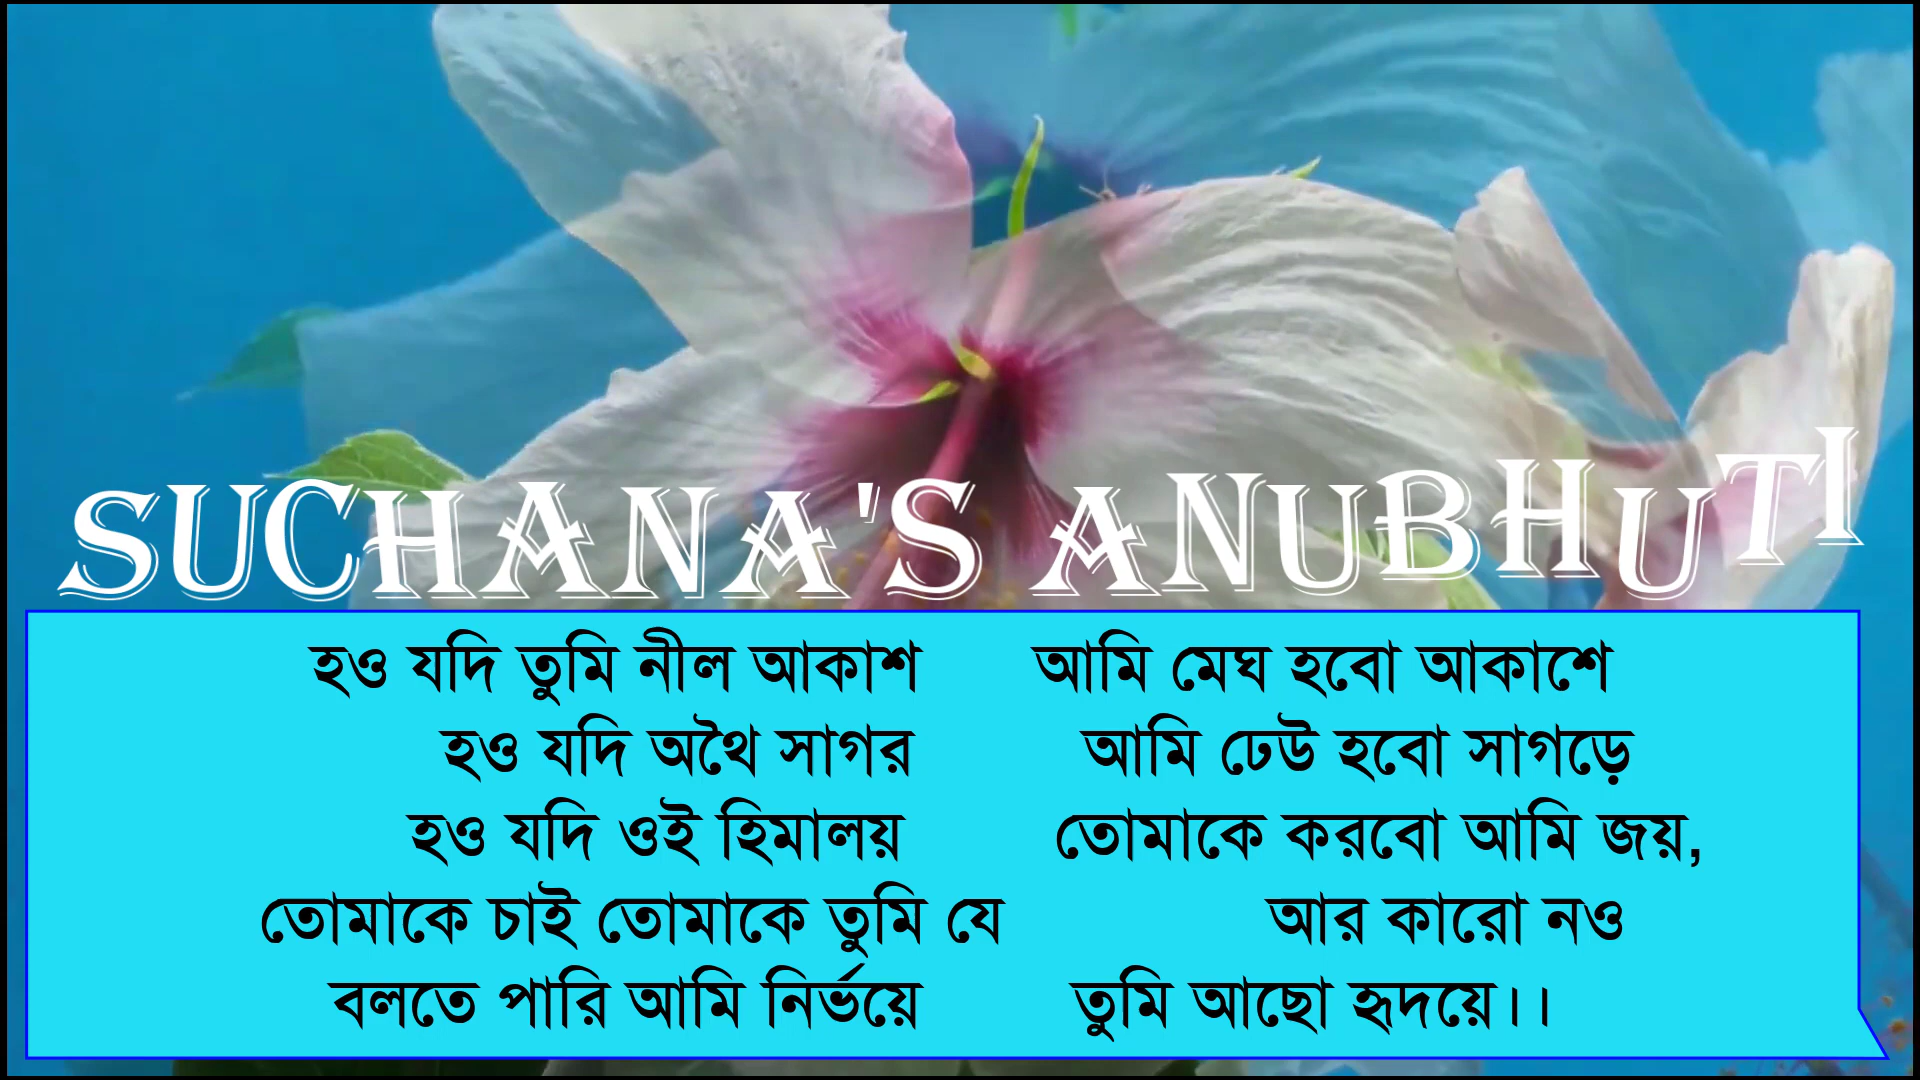 SUCHANA'S ANUBHUTI
হও যদি তুমি নীল আকাশ আমি মেঘ হবো আকাশে
হও যদি অথৈ সাগর আমি ঢেউ হবো সাগড়ে
হও যদি ওই হিমালয় তোমাকে করবো আমি জয়,
তোমাকে চাই তোমাকে তুমি যে আর কারো নও
বলতে পারি আমি নির্ভয়ে তুমি আছো হৃদয়ে।।